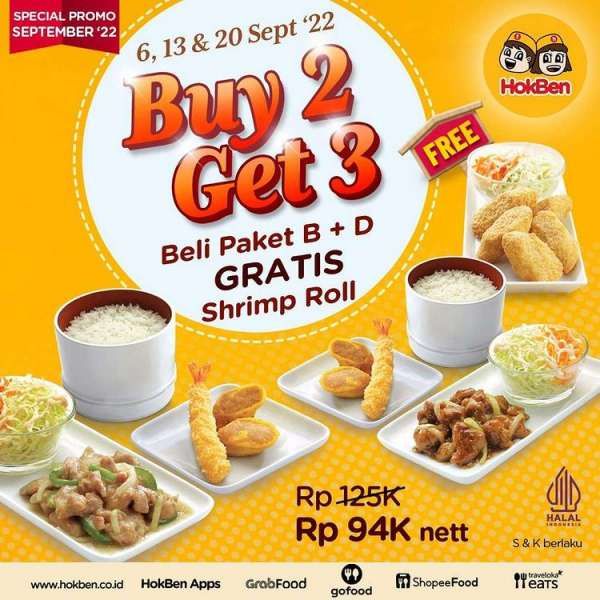 SPECIAL PROMO
SEPTEMBER '22
6, 13 & 20 Sept '22
Buy 2
Get 3
HokBen
FREE
Beli Paket B + D
GRATIS
Shrimp Roll
Rp 125K
Rp 94K nett
HALAL
INDONESIA
S & K berlaku
www.hokben.co.id HokBen Apps GrabFood gofood ShopeeFood traveloka eats